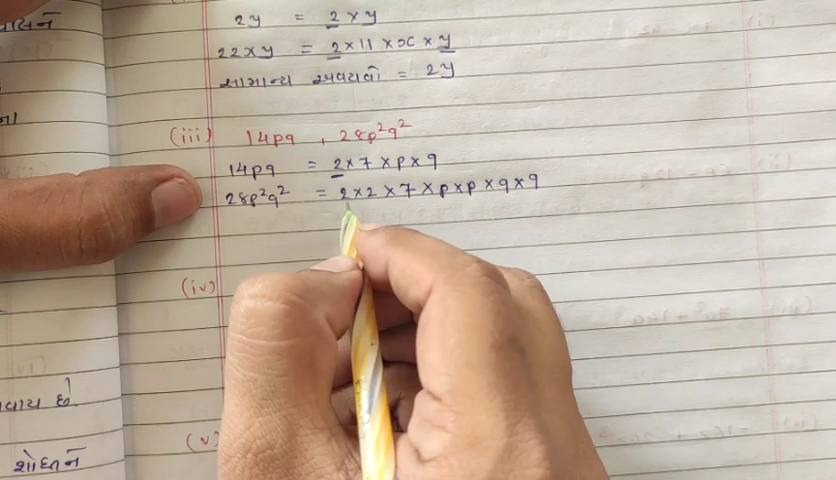 2y = 2 × y
22xy = 2 × 11 × x × y
સામાન્ય અવયવો = 2y
(iii) 14pq , 28p²q²
14pq = 2 × 7 × p × q
28p²q² = 2 × 2 × 7 × p × p × q × q
(iv)
વાય છે.
(v)
શોધીને